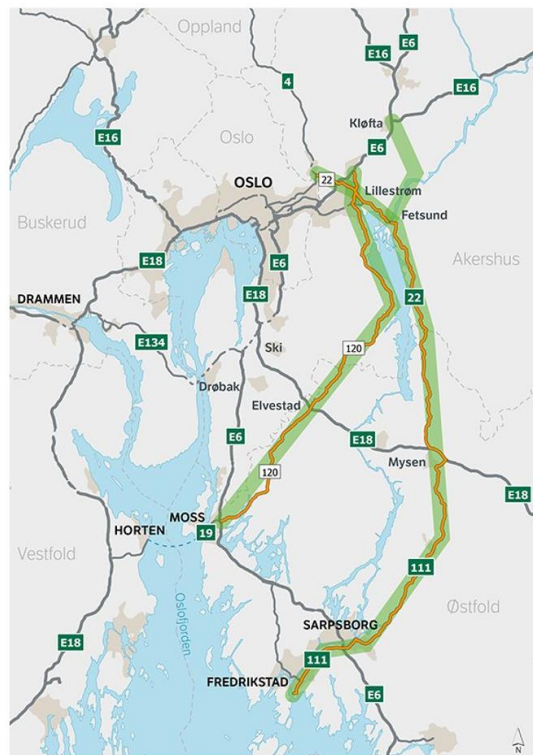 Oppland
E6
E16
4
E16
E16
Kløfta
Oslo
E6
22
OSLO
Lillestrøm
Fetsund
Buskerud
Akershus
E18
E6
E18
22
DRAMMEN
Ski
E134
120
Drøbak
Elvestad
E18
E6
Mysen
120
E18
MOSS
19
HORTEN
Vestfold
111
Østfold
Oslofjorden
SARPSBORG
E18
111
FREDRIKSTAD
E6
N